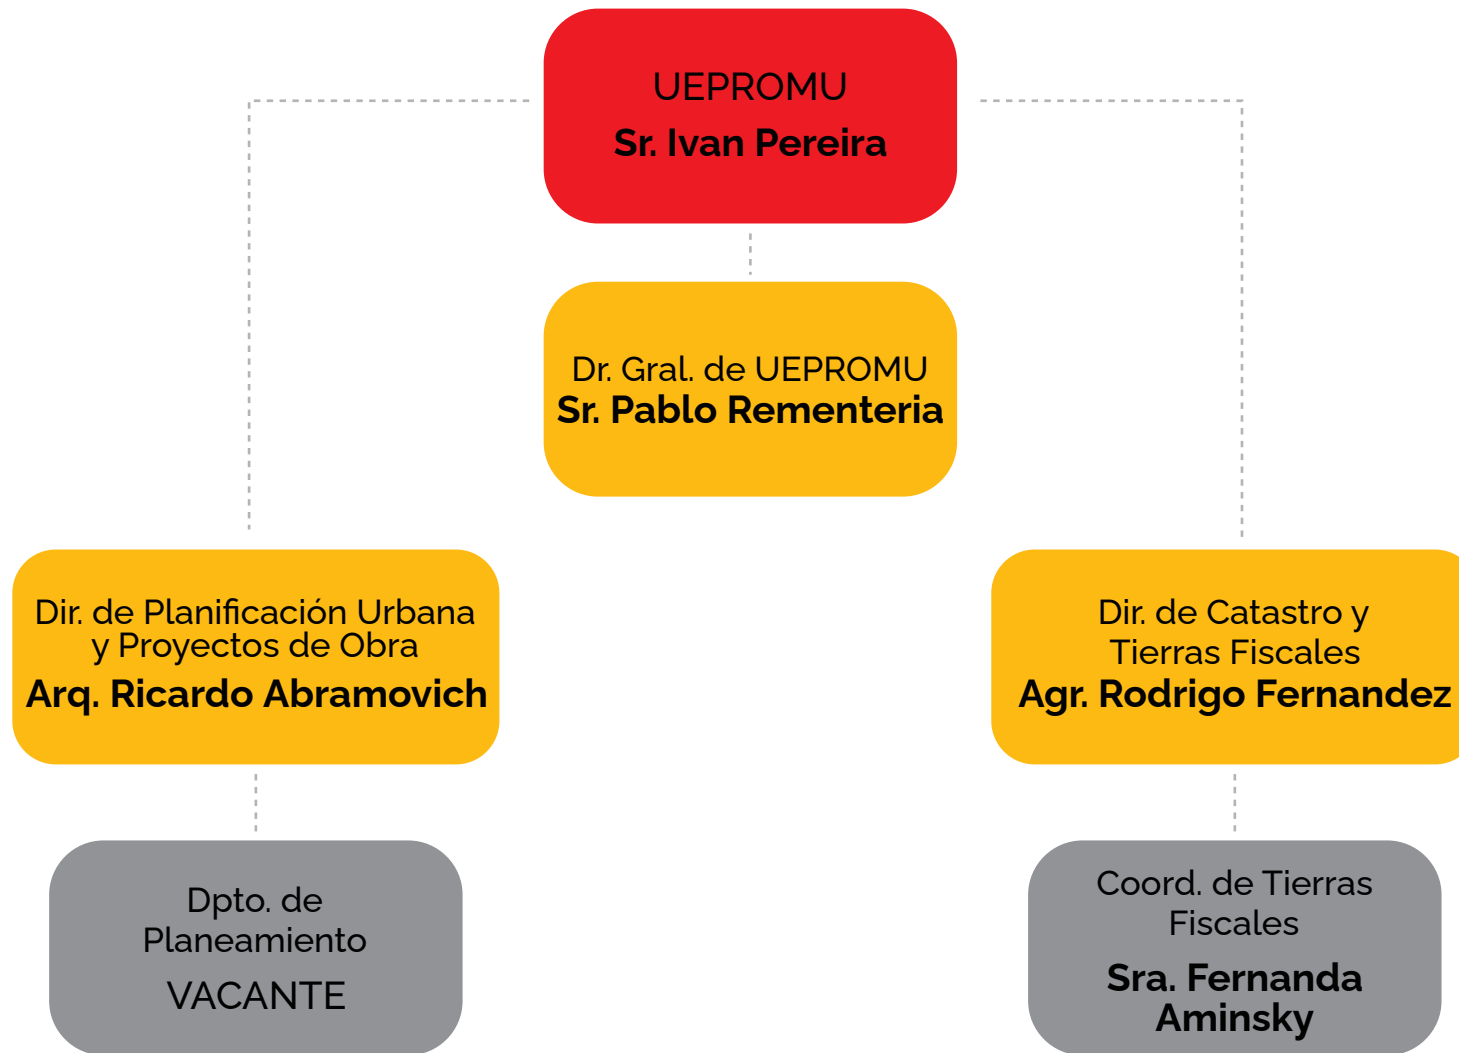 UEPROMU
Sr. Ivan Pereira
Dr. Gral. de UEPROMU
Sr. Pablo Rementeria
Dir. de Planificación Urbana
y Proyectos de Obra
Arq. Ricardo Abramovich
Dir. de Catastro y
Tierras Fiscales
Agr. Rodrigo Fernandez
Dpto. de
Planeamiento
VACANTE
Coord. de Tierras
Fiscales
Sra. Fernanda
Aminsky